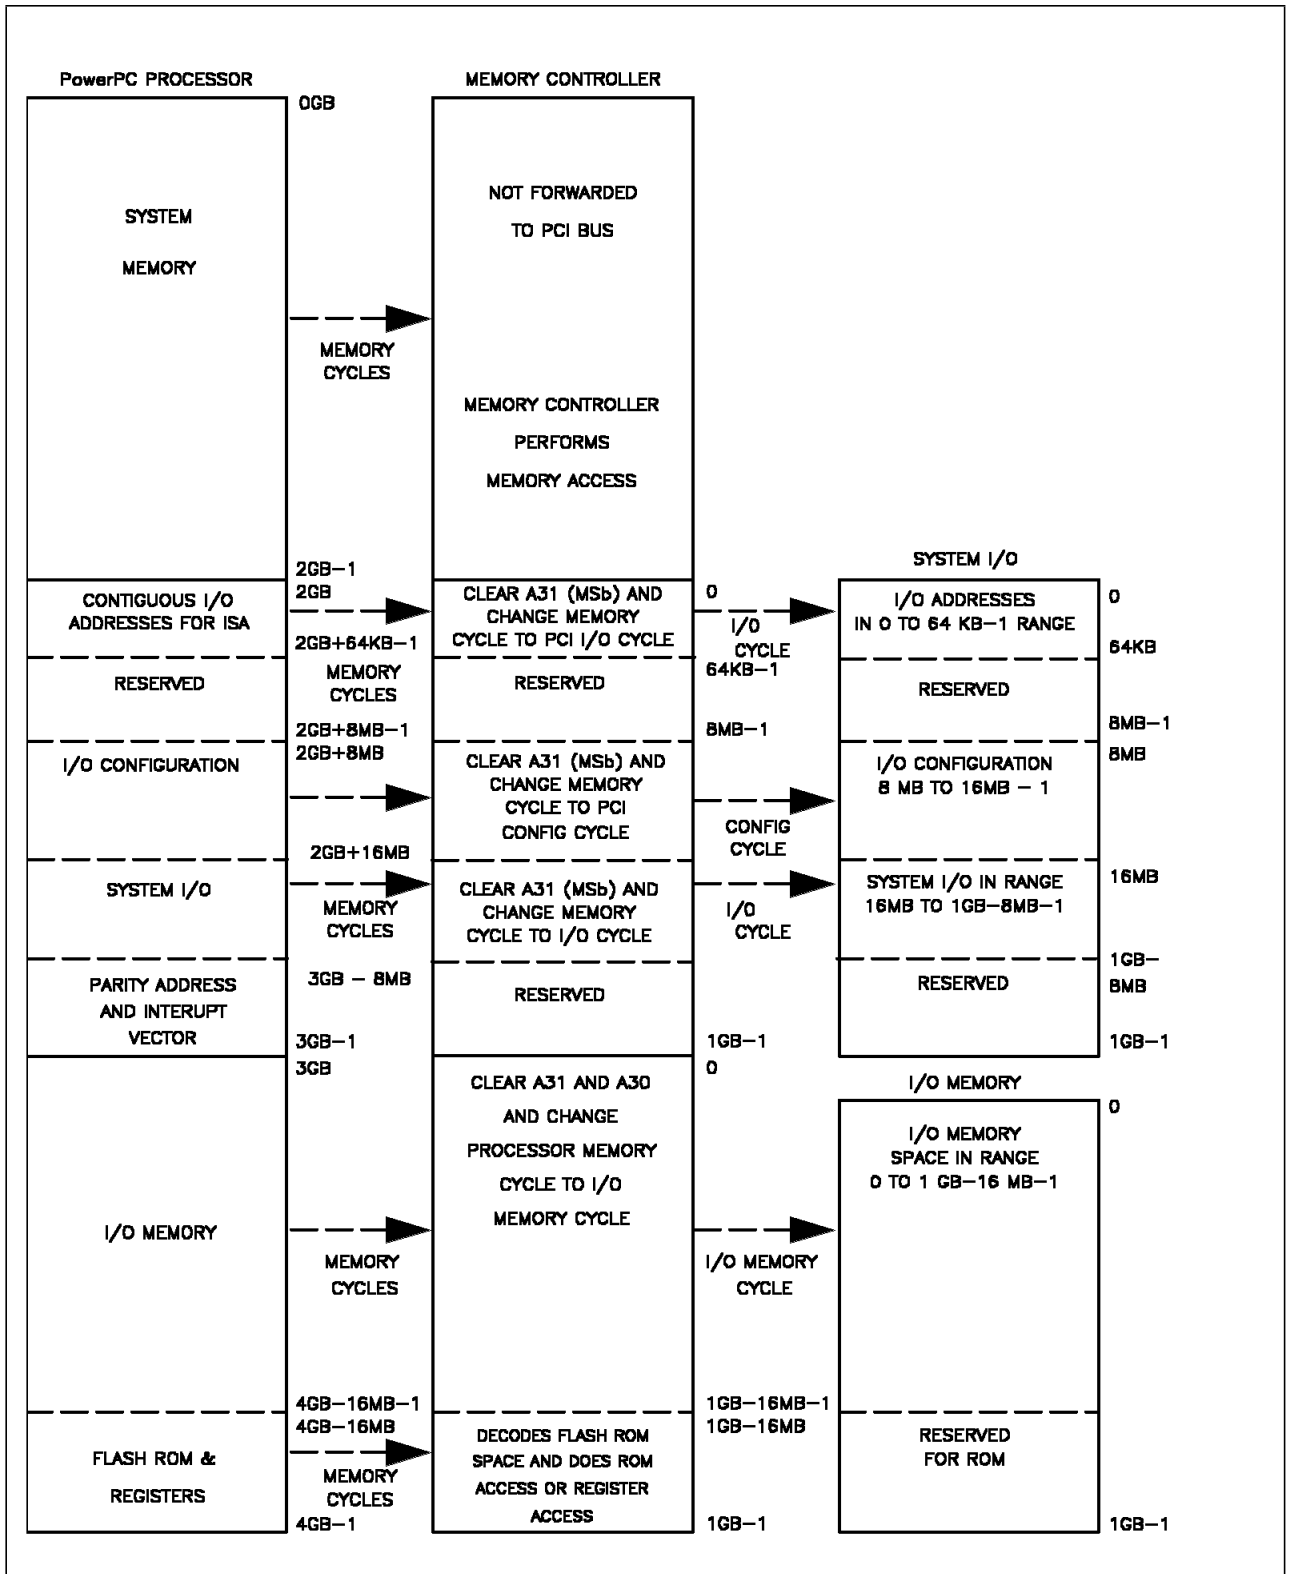 PowerPC PROCESSOR
MEMORY CONTROLLER
0GB
SYSTEM
MEMORY
NOT FORWARDED
TO PCI BUS
MEMORY
CYCLES
MEMORY CONTROLLER
PERFORMS
MEMORY ACCESS
2GB-1
SYSTEM I/O
CONTIGUOUS I/O
ADDRESSES FOR ISA
2GB
2GB+64KB-1
CLEAR A31 (MSb) AND
CHANGE MEMORY
CYCLE TO PCI I/O CYCLE
0
I/O
CYCLE
I/O ADDRESSES
IN 0 TO 64 KB-1 RANGE
0
64KB
RESERVED
MEMORY
CYCLES
RESERVED
64KB-1
RESERVED
2GB+8MB-1
8MB-1
8MB-1
I/O CONFIGURATION
2GB+8MB
CLEAR A31 (MSb) AND
CHANGE MEMORY
CYCLE TO PCI
CONFIG CYCLE
CONFIG
CYCLE
I/O CONFIGURATION
8 MB TO 16MB - 1
8MB
2GB+16MB
SYSTEM I/O
MEMORY
CYCLES
CLEAR A31 (MSb) AND
CHANGE MEMORY
CYCLE TO I/O CYCLE
I/O
CYCLE
SYSTEM I/O IN RANGE
16MB TO 1GB-8MB-1
16MB
PARITY ADDRESS
AND INTERUPT
VECTOR
3GB - 8MB
3GB-1
RESERVED
1GB-1
RESERVED
1GB-
8MB
1GB-1
3GB
CLEAR A31 AND A30
AND CHANGE
PROCESSOR MEMORY
CYCLE TO I/O
MEMORY CYCLE
0
I/O MEMORY
0
I/O MEMORY
SPACE IN RANGE
0 TO 1 GB-16 MB-1
I/O MEMORY
MEMORY
CYCLES
I/O MEMORY
CYCLE
4GB-16MB-1
1GB-16MB-1
4GB-16MB
1GB-16MB
FLASH ROM &
REGISTERS
MEMORY
CYCLES
4GB-1
DECODES FLASH ROM
SPACE AND DOES ROM
ACCESS OR REGISTER
ACCESS
1GB-1
RESERVED
FOR ROM
1GB-1